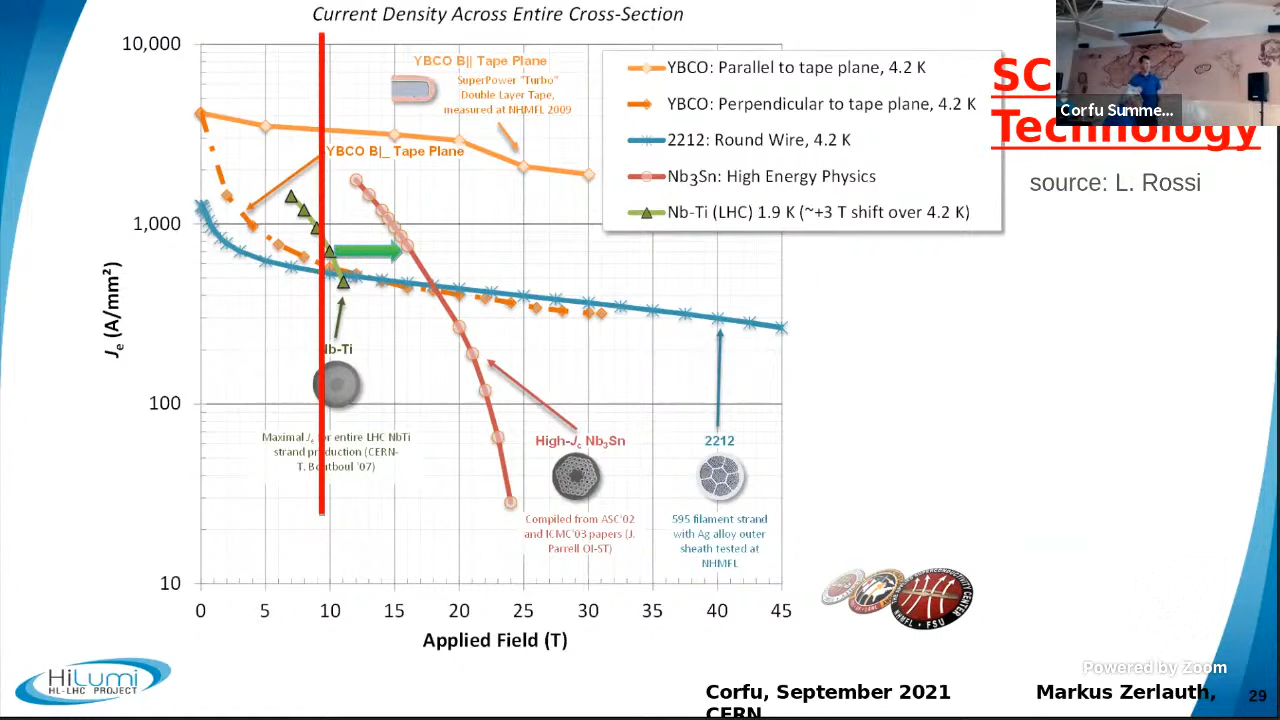 Current Density Across Entire Cross-Section
SC
Technology
Corfu Summe...
source: L. Rossi
10,000
1,000
100
10
Je (A/mm²)
YBCO B|| Tape Plane
SuperPower "Turbo"
Double Layer Tape,
measured at NHMFL 2009
YBCO B|_ Tape Plane
YBCO: Parallel to tape plane, 4.2 K
YBCO: Perpendicular to tape plane, 4.2 K
2212: Round Wire, 4.2 K
Nb3Sn: High Energy Physics
Nb-Ti (LHC) 1.9 K (~+3 T shift over 4.2 K)
Nb-Ti
Maximal Je for entire LHC NbTi
strand production (CERN-
T. Boutboul '07)
High-Jc Nb3Sn
Compiled from ASC'02
and ICMC'03 papers (J.
Parrell OI-ST)
2212
595 filament strand
with Ag alloy outer
sheath tested at
NHMFL
0 5 10 15 20 25 30 35 40 45
Applied Field (T)
SUPERCONDUCTIVITY CENTER
NHMFL FSU
HiLumi
HL-LHC PROJECT
Powered by Zoom
Corfu, September 2021 Markus Zerlauth,
CERN
29